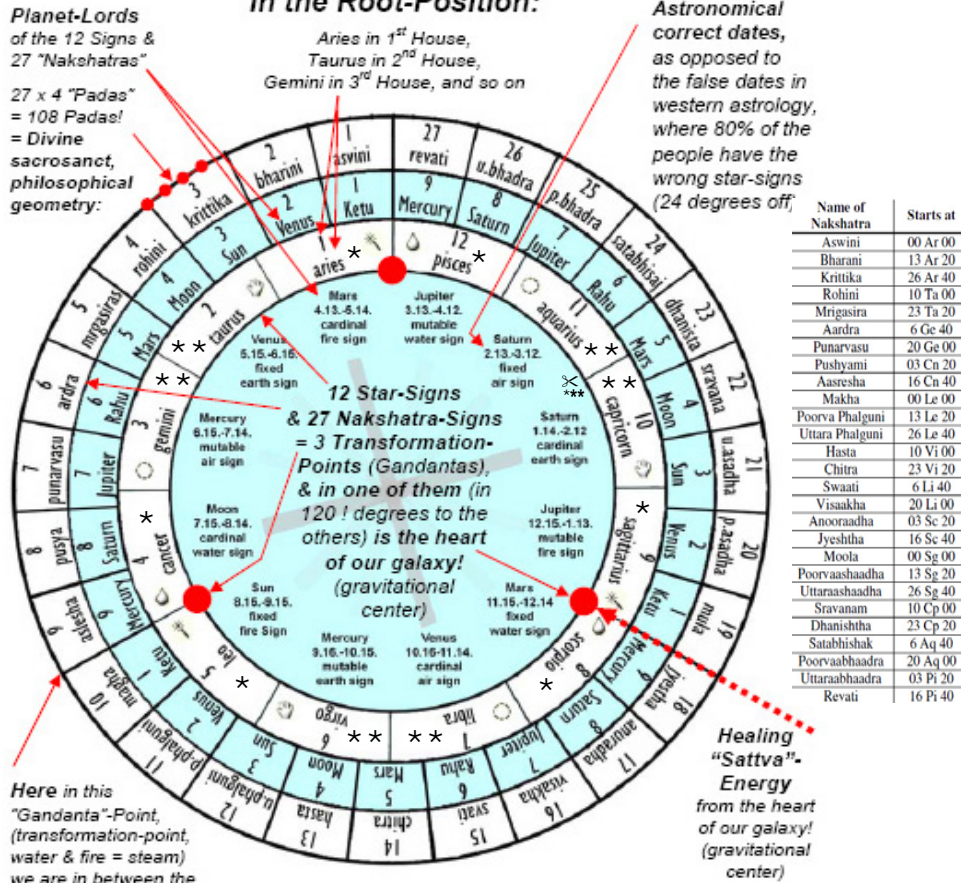 in the Root-Position:
Planet-Lords
of the 12 Signs &
27 "Nakshatras"
27 x 4 "Padas"
= 108 Padas!
= Divine
sacrosanct,
philosophical
geometry:
Aries in 1st House,
Taurus in 2nd House,
Gemini in 3rd House, and so on
Astronomical
correct dates,
as opposed to
the false dates in
western astrology,
where 80% of the
people have the
wrong star-signs
(24 degrees off)
1
asvini
2
bharini
3
krittika
4
rohini
5
mrgasiras
6
ardra
7
punarvasu
8
pusya
9
aslesha
10
magha
11
p.phalguni
12
u.phalguni
13
hasta
14
chitra
15
svati
16
visakha
17
anuradha
18
jyestha
19
mula
20
p.asadha
21
u.asadha
22
sravana
23
dhanista
24
satabhisaj
25
p.bhadra
26
u.bhadra
27
revati
1
Ketu
2
Venus
3
Sun
4
Moon
5
Mars
6
Rahu
7
Jupiter
8
Saturn
9
Mercury
1
Ketu
2
Venus
3
Sun
4
Moon
5
Mars
6
Rahu
7
Jupiter
8
Saturn
9
Mercury
1
Ketu
2
Venus
3
Sun
4
Moon
5
Mars
6
Rahu
7
Jupiter
8
Saturn
9
Mercury
1
aries *
2
taurus
* *
* *
3
gemini
*
4
cancer
5
leo
*
6
virgo
* *
* *
7
libra
*
8
scorpio
*
9
sagittarius
10
capricorn
* *
11
aquarius
* *
12
pisces *
Mars
4.13.-5.14.
cardinal
fire sign
Jupiter
3.13.-4.12.
mutable
water sign
Venus
5.15.-6.15.
fixed
earth sign
Saturn
2.13.-3.12.
fixed
air sign
***
Mercury
6.15.-7.14.
mutable
air sign
Saturn
1.14.-2.12
cardinal
earth sign
12 Star-Signs
& 27 Nakshatra-Signs
= 3 Transformation-
Points (Gandantas),
& in one of them (in
120 ! degrees to the
others) is the heart
of our galaxy!
(gravitational
center)
Moon
7.15.-8.14.
cardinal
water sign
Jupiter
12.15.-1.13.
mutable
fire sign
Sun
8.15.-9.15.
fixed
fire Sign
Mars
11.15.-12.14
fixed
water sign
Mercury
9.16.-10.15.
mutable
earth sign
Venus
10.16-11.14.
cardinal
air sign
Name of Nakshatra Starts at
Aswini 00 Ar 00
Bharani 13 Ar 20
Krittika 26 Ar 40
Rohini 10 Ta 00
Mrigasira 23 Ta 20
Aardra 6 Ge 40
Punarvasu 20 Ge 00
Pushyami 03 Cn 20
Aasresha 16 Cn 40
Makha 00 Le 00
Poorva Phalguni 13 Le 20
Uttara Phalguni 26 Le 40
Hasta 10 Vi 00
Chitra 23 Vi 20
Swaati 6 Li 40
Visaakha 20 Li 00
Anooraadha 03 Sc 20
Jyeshtha 16 Sc 40
Moola 00 Sg 00
Poorvaashaadha 13 Sg 20
Uttaraashaadha 26 Sg 40
Sravanam 10 Cp 00
Dhanishtha 23 Cp 20
Satabhishak 6 Aq 40
Poorvaabhaadra 20 Aq 00
Uttaraabhaadra 03 Pi 20
Revati 16 Pi 40
Here in this
"Gandanta"-Point,
(transformation-point,
water & fire = steam)
we are in between the
Healing
"Sattva"-
Energy
from the heart
of our galaxy!
(gravitational
center)